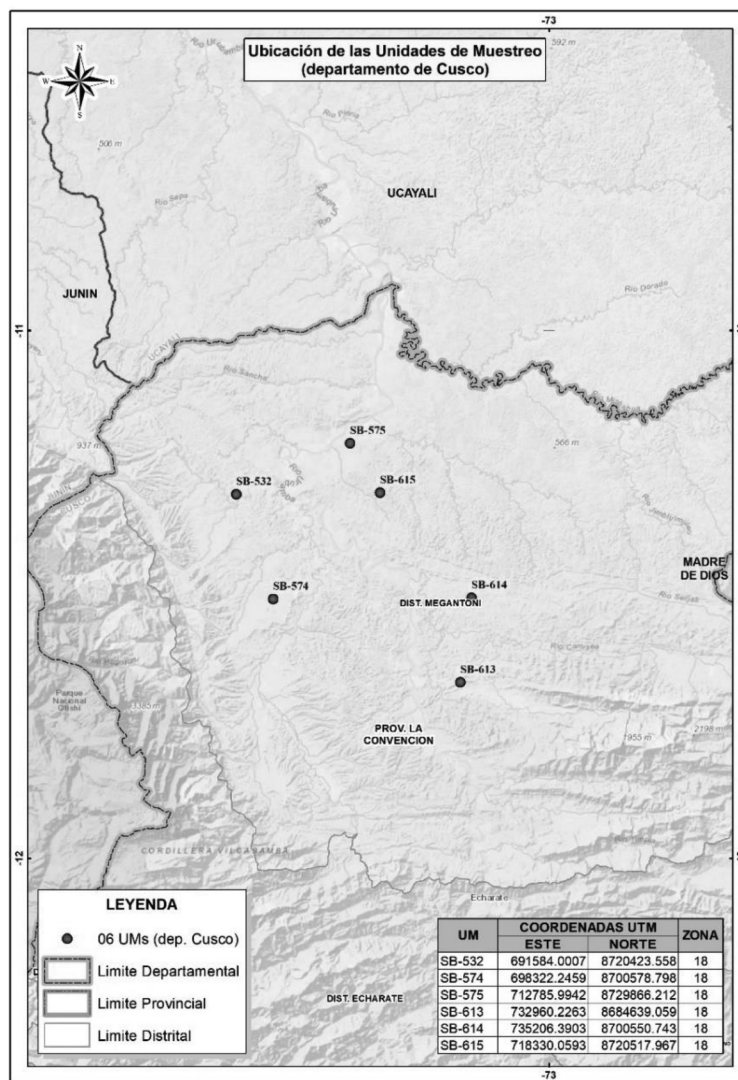 -73
Ubicación de las Unidades de Muestreo
(departamento de Cusco)
N
W E
S
592 m
506 m
Rio Sepa
UCAYALI
JUNIN
Rio Dorado
-11
UCAYALI
Rio Sancha
SB-575
937 m
566 m
SB-532
SB-615
JUNIN
CUSCO
MADRE
DE DIOS
SB-574
SB-614
DIST. MEGANTONI
SB-613
Parque
Nacional
Otishi
PROV. LA
CONVENCION
1955 m
2198 m
-12
CORDILLERA VILCABAMBA
Echarate
DIST. ECHARATE
LEYENDA
06 UMs (dep. Cusco)
Limite Departamental
Limite Provincial
Limite Distrital
UM COORDENADAS UTM ZONA
ESTE NORTE
SB-532 691584.0007 8720423.558 18
SB-574 698322.2459 8700578.798 18
SB-575 712785.9942 8729866.212 18
SB-613 732960.2263 8684639.059 18
SB-614 735206.3903 8700550.743 18
SB-615 718330.0593 8720517.967 18
-73